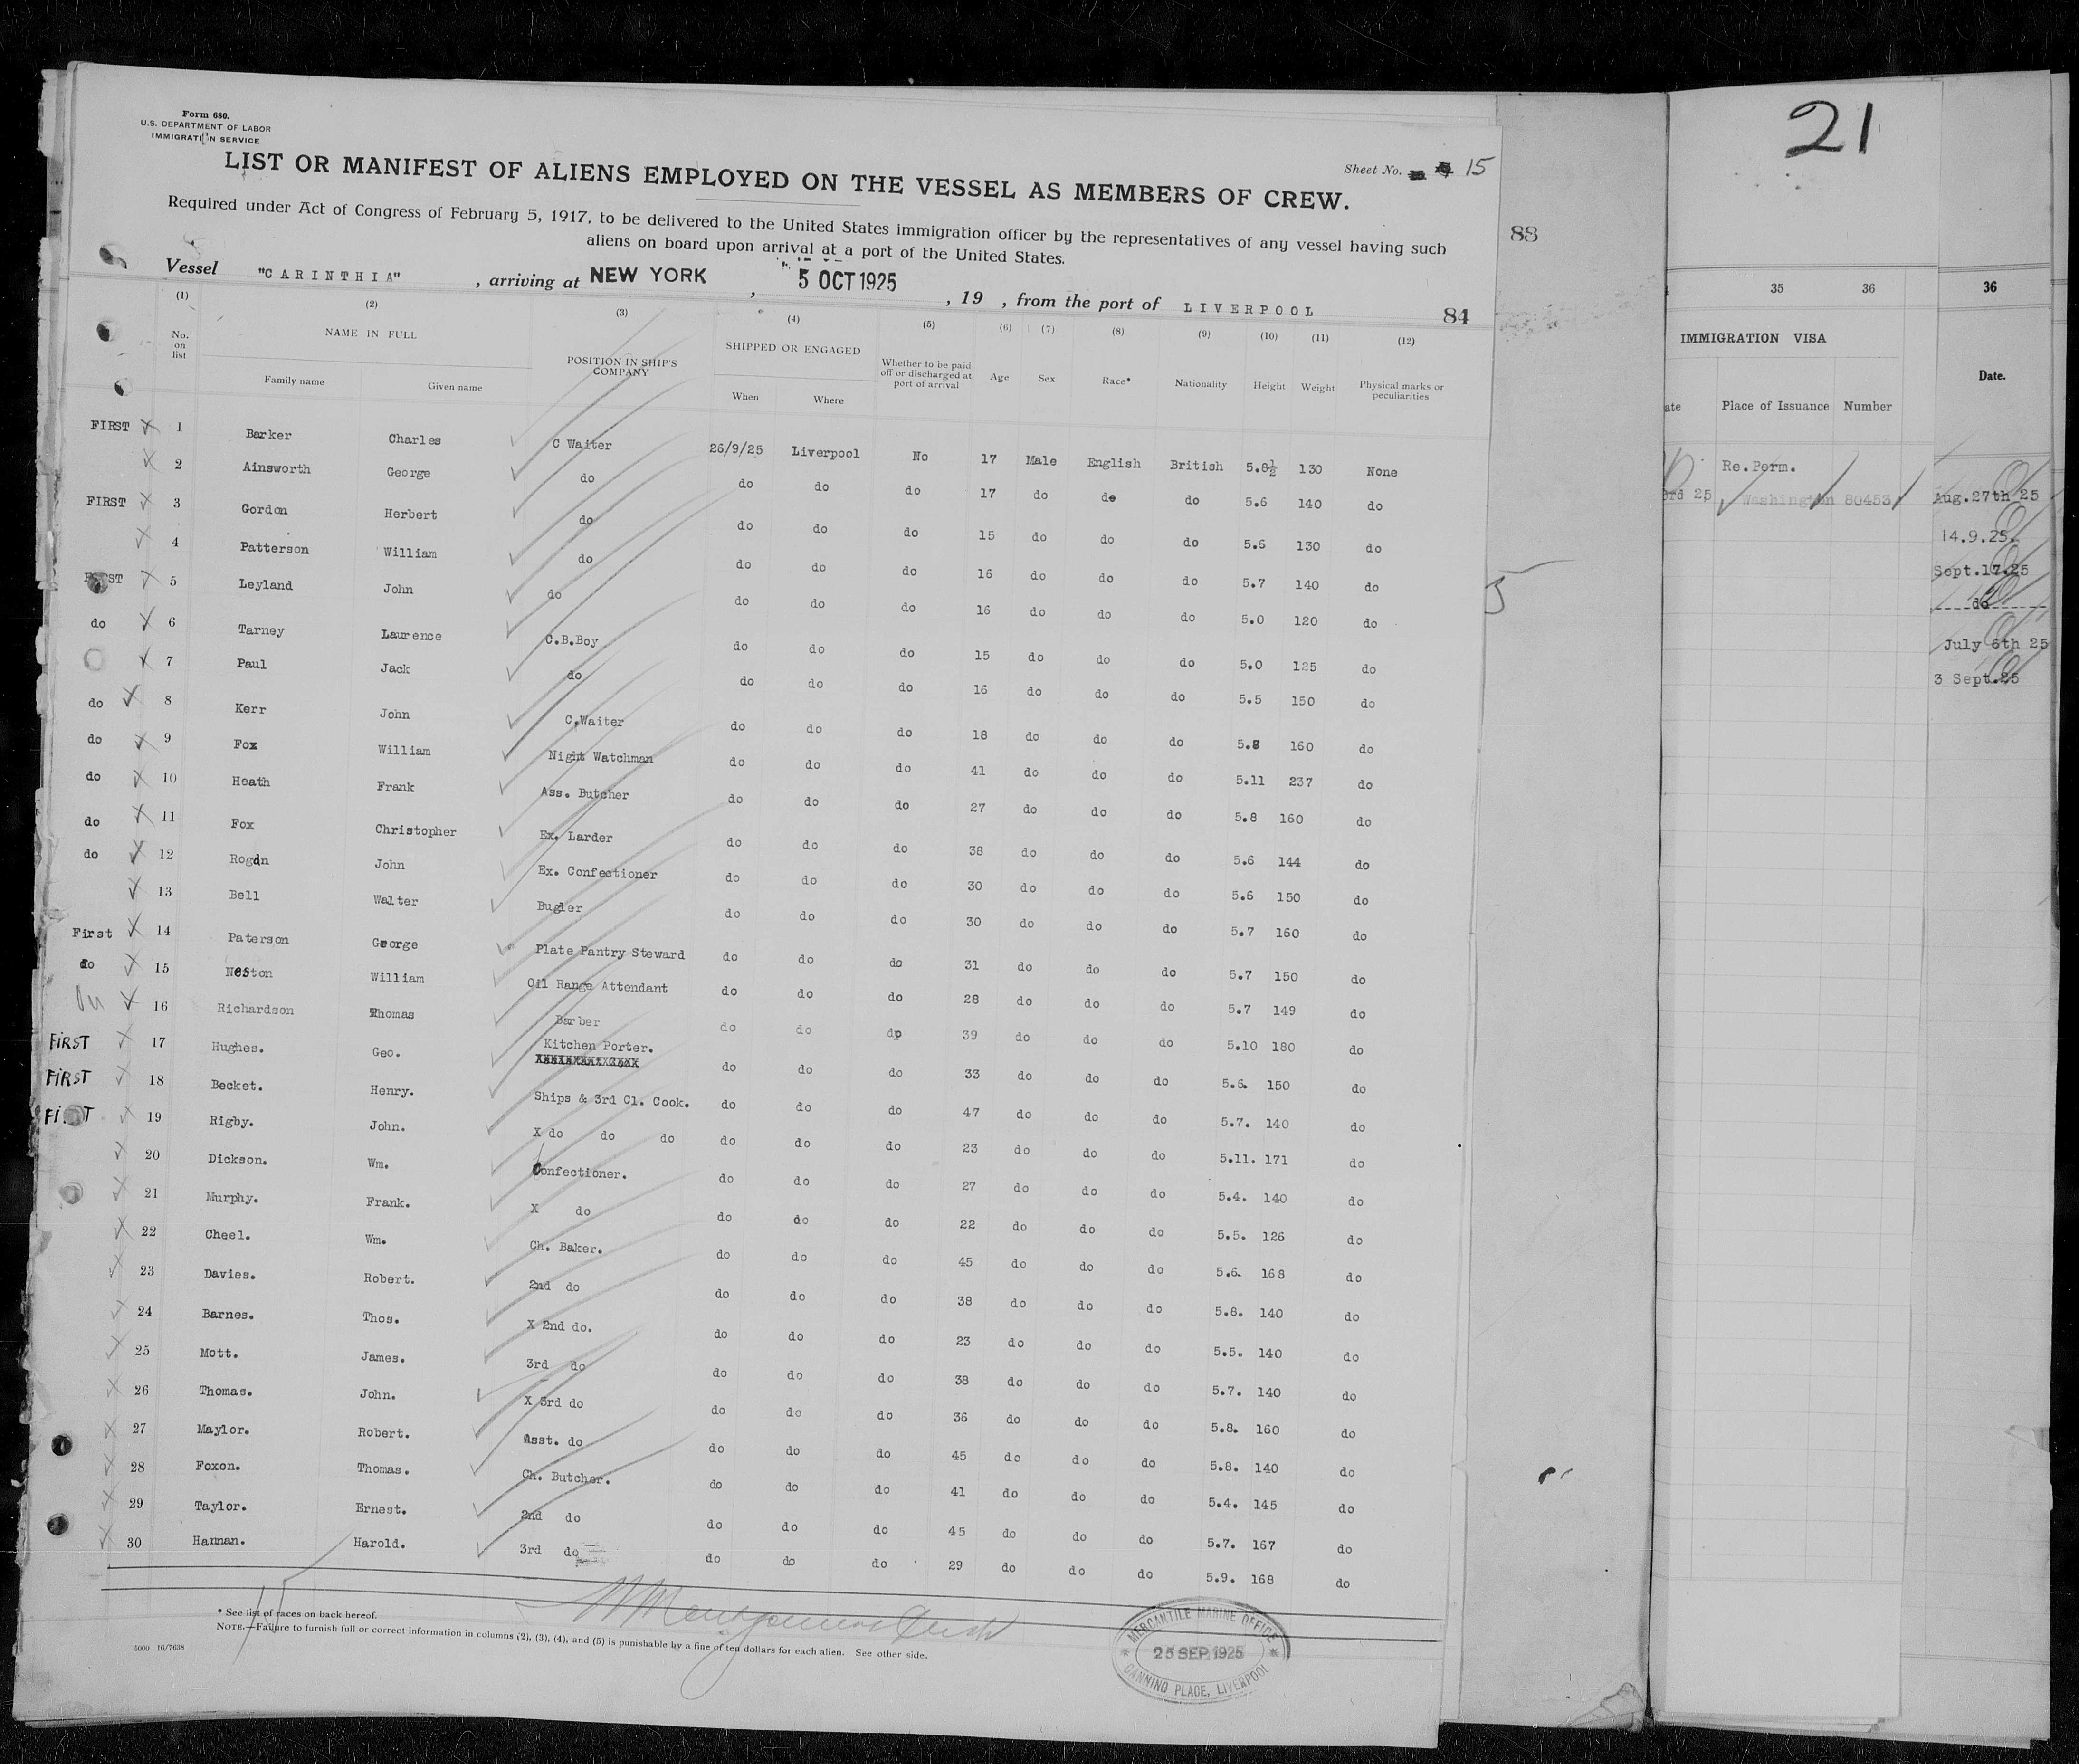 Form 680.
U.S. DEPARTMENT OF LABOR
IMMIGRATION SERVICE
Sheet No. 15
LIST OR MANIFEST OF ALIENS EMPLOYED ON THE VESSEL AS MEMBERS OF CREW.
Required under Act of Congress of February 5, 1917, to be delivered to the United States immigration officer by the representatives of any vessel having such
aliens on board upon arrival at a port of the United States.
Vessel "CARINTHIA", arriving at NEW YORK, 5 OCT 1925, 19 , from the port of LIVERPOOL
84
(1) (2) (3) (4) (5) (6) (7) (8) (9) (10) (11) (12)
No. on list NAME IN FULL Family name Given name POSITION IN SHIP'S COMPANY SHIPPED OR ENGAGED When Where Whether to be paid off or discharged at port of arrival Age Sex Race* Nationality Height Weight Physical marks or peculiarities
FIRST 1 Barker Charles C Waiter 26/9/25 Liverpool No 17 Male English British 5.8½ 130 None
2 Ainsworth George do do do do 17 do do do 5.6 140 do
FIRST 3 Gordon Herbert do do do do 15 do do do 5.6 130 do
4 Patterson William do do do do 16 do do do 5.7 140 do
FIRST 5 Leyland John do do do do 16 do do do 5.0 120 do
do 6 Tarney Laurence C.B.Boy do do do 15 do do do 5.0 125 do
7 Paul Jack do do do do 16 do do do 5.5 150 do
do 8 Kerr John C.Waiter do do do 18 do do do 5.8 160 do
do 9 Fox William Night Watchman do do do 41 do do do 5.11 237 do
do 10 Heath Frank Ass. Butcher do do do 27 do do do 5.8 160 do
do 11 Fox Christopher Ex. Larder do do do 38 do do do 5.6 144 do
do 12 Rogan John Ex. Confectioner do do do 30 do do do 5.6 150 do
13 Bell Walter Bugler do do do 30 do do do 5.7 160 do
First 14 Paterson George Plate Pantry Steward do do do 31 do do do 5.7 150 do
do 15 Neston William Oil Range Attendant do do do 28 do do do 5.7 149 do
16 Richardson Thomas Barber do do do 39 do do do 5.10 180 do
FIRST 17 Hughes. Geo. Kitchen Porter. do do do 33 do do do 5.6. 150 do
FIRST 18 Becket. Henry. Ships & 3rd Cl. Cook. do do do 47 do do do 5.7. 140 do
FIRST 19 Rigby. John. X do do do do do do 23 do do do 5.11. 171 do
20 Dickson. Wm. Confectioner. do do do 27 do do do 5.4. 140 do
21 Murphy. Frank. X do do do do 22 do do do 5.5. 126 do
22 Cheel. Wm. Ch. Baker. do do do 45 do do do 5.6. 168 do
23 Davies. Robert. 2nd do do do do 38 do do do 5.8. 140 do
24 Barnes. Thos. X 2nd do. do do do 23 do do do 5.5. 140 do
25 Mott. James. 3rd do do do do 38 do do do 5.7. 140 do
26 Thomas. John. X 3rd do do do do 36 do do do 5.8. 160 do
27 Maylor. Robert. Asst. do do do do 45 do do do 5.8. 140 do
28 Foxon. Thomas. Ch. Butcher. do do do 41 do do do 5.4. 145 do
29 Taylor. Ernest. 2nd do do do do 45 do do do 5.7. 167 do
30 Hannan. Harold. 3rd do do do do 29 do do do 5.9. 168 do
* See list of races on back hereof.
NOTE.—Failure to furnish full or correct information in columns (2), (3), (4), and (5) is punishable by a fine of ten dollars for each alien. See other side.
5000 16/7638
MERCANTILE MARINE OFFICE
25 SEP. 1925
CANNING PLACE, LIVERPOOL
88
21
35 36
IMMIGRATION VISA
Place of Issuance Number
Re.Perm.
3rd 25 Washington 80453
36
Date.
Aug.27th 25
14.9.25.
Sept.17.25
do
July 6th 25
3 Sept.25